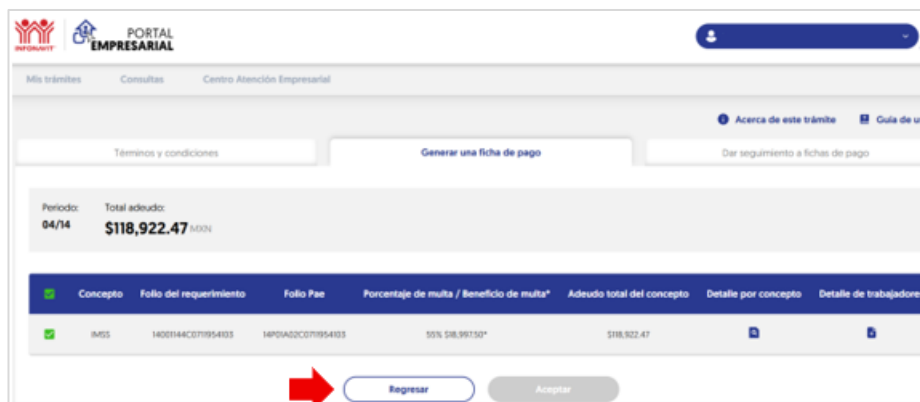 INFONAVIT
PORTAL
EMPRESARIAL
Mis trámites Consultas Centro Atención Empresarial
Acerca de este trámite Guía de u
Términos y condiciones Generar una ficha de pago Dar seguimiento a fichas de pago
Periodo: Total adeudo:
04/14 $118,922.47 MXN
Concepto Folio del requerimiento Folio Pae Porcentaje de multa / Beneficio de multa* Adeudo total del concepto Detalle por concepto Detalle de trabajadore
IMSS 14001144C0711954103 14P01A02C0711954103 55% $18,997.50* $118,922.47
Regresar Aceptar